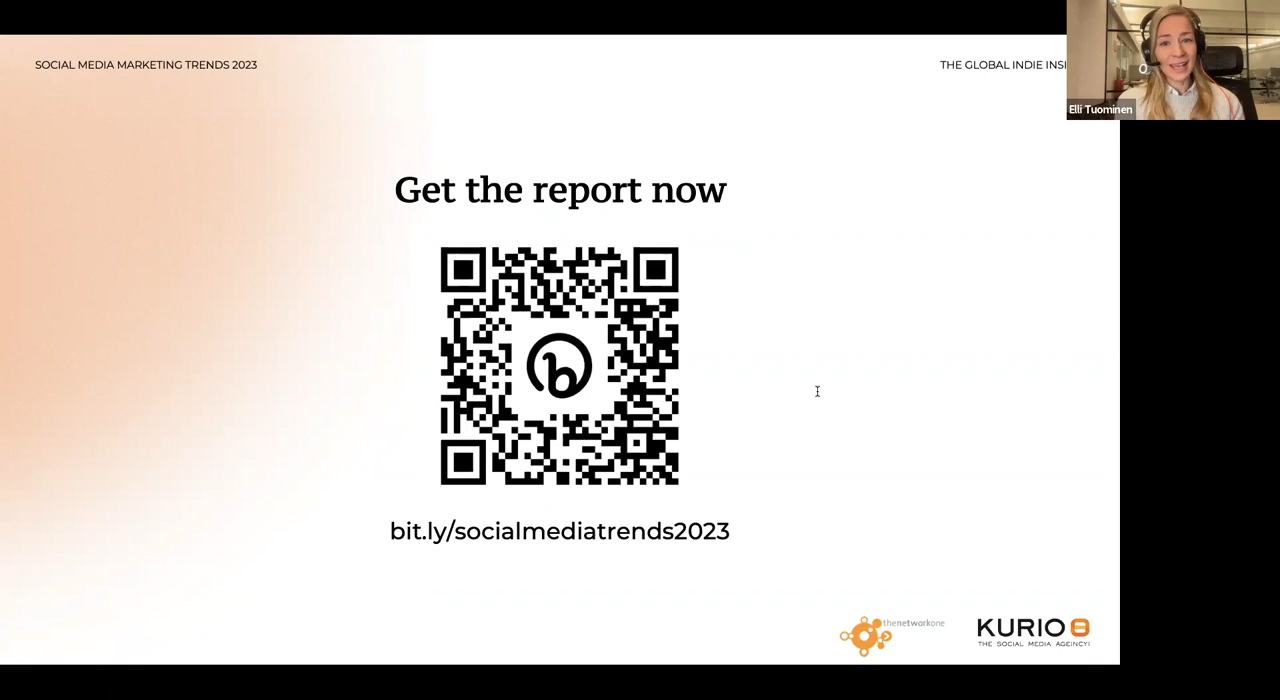 SOCIAL MEDIA MARKETING TRENDS 2023
THE GLOBAL INDIE
Elli Tuominen
Get the report now
b
bit.ly/socialmediatrends2023
thenetworkone
KURIO
THE SOCIAL MEDIA AGENCY!